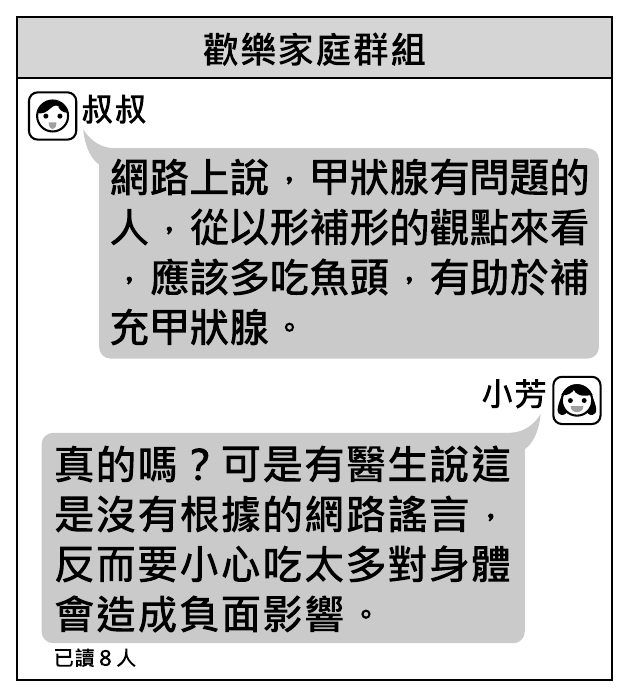 歡樂家庭群組
叔叔
網路上說，甲狀腺有問題的
人，從以形補形的觀點來看
，應該多吃魚頭，有助於補
充甲狀腺。
小芳
真的嗎？可是有醫生說這
是沒有根據的網路謠言，
反而要小心吃太多對身體
會造成負面影響。
已讀8人